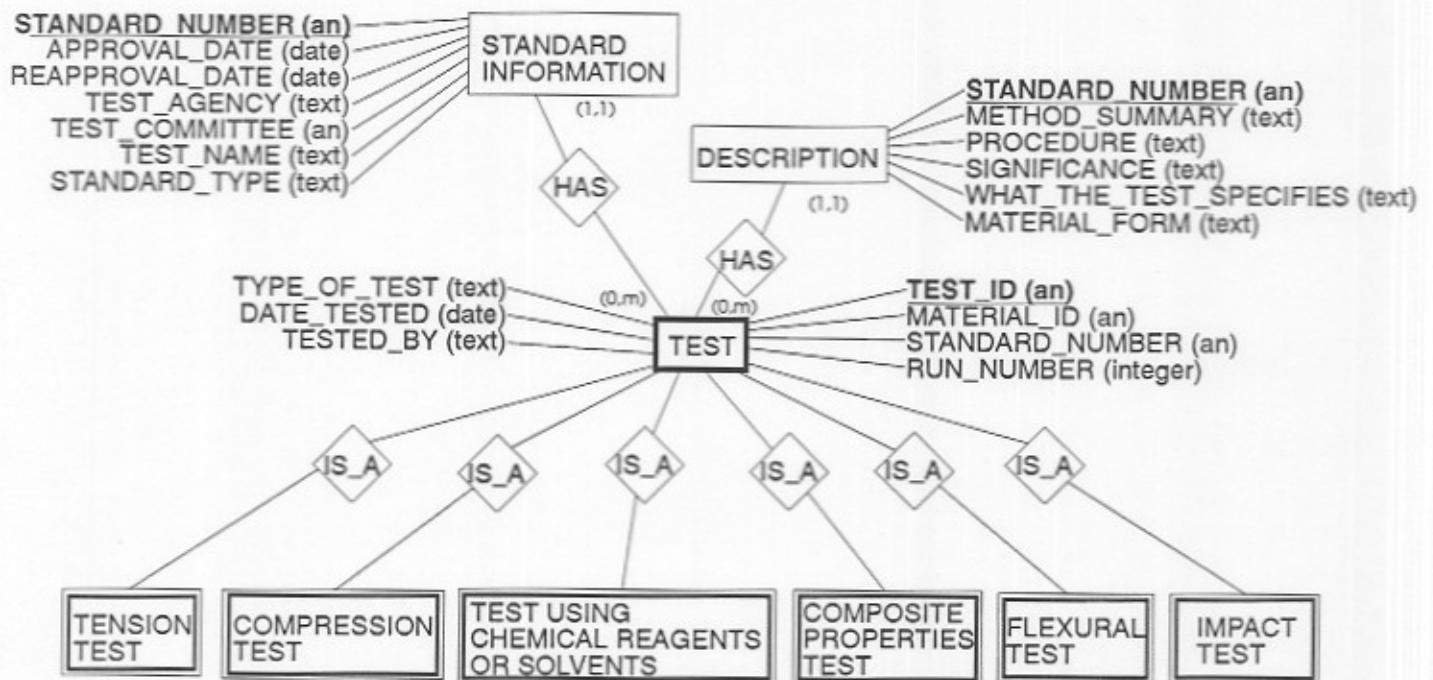 STANDARD_NUMBER (an)
APPROVAL_DATE (date)
REAPPROVAL_DATE (date)
TEST_AGENCY (text)
TEST_COMMITTEE (an)
TEST_NAME (text)
STANDARD_TYPE (text)
STANDARD
INFORMATION
(1,1)
HAS
DESCRIPTION
(1,1)
STANDARD_NUMBER (an)
METHOD_SUMMARY (text)
PROCEDURE (text)
SIGNIFICANCE (text)
WHAT_THE_TEST_SPECIFIES (text)
MATERIAL_FORM (text)
HAS
TYPE_OF_TEST (text)
DATE_TESTED (date)
TESTED_BY (text)
(0,m)
(0,m)
TEST
TEST_ID (an)
MATERIAL_ID (an)
STANDARD_NUMBER (an)
RUN_NUMBER (integer)
IS_A
IS_A
IS_A
IS_A
IS_A
IS_A
TENSION
TEST
COMPRESSION
TEST
TEST USING
CHEMICAL REAGENTS
OR SOLVENTS
COMPOSITE
PROPERTIES
TEST
FLEXURAL
TEST
IMPACT
TEST